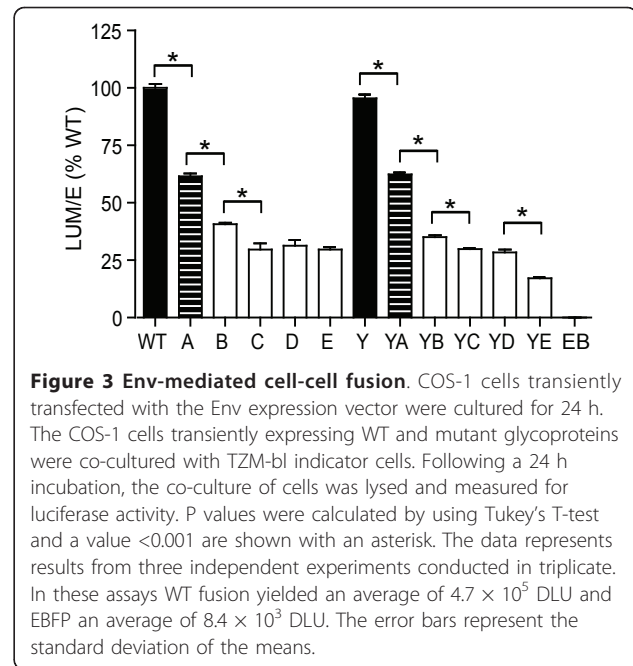 125
100
75
50
25
0
LUM/E (% WT)
* * * * * * *
WT A B C D E Y YA YB YC YD YE EB
Figure 3 Env-mediated cell-cell fusion. COS-1 cells transiently
transfected with the Env expression vector were cultured for 24 h.
The COS-1 cells transiently expressing WT and mutant glycoproteins
were co-cultured with TZM-bl indicator cells. Following a 24 h
incubation, the co-culture of cells was lysed and measured for
luciferase activity. P values were calculated by using Tukey's T-test
and a value <0.001 are shown with an asterisk. The data represents
results from three independent experiments conducted in triplicate.
In these assays WT fusion yielded an average of 4.7 × 10⁵ DLU and
EBFP an average of 8.4 × 10³ DLU. The error bars represent the
standard deviation of the means.